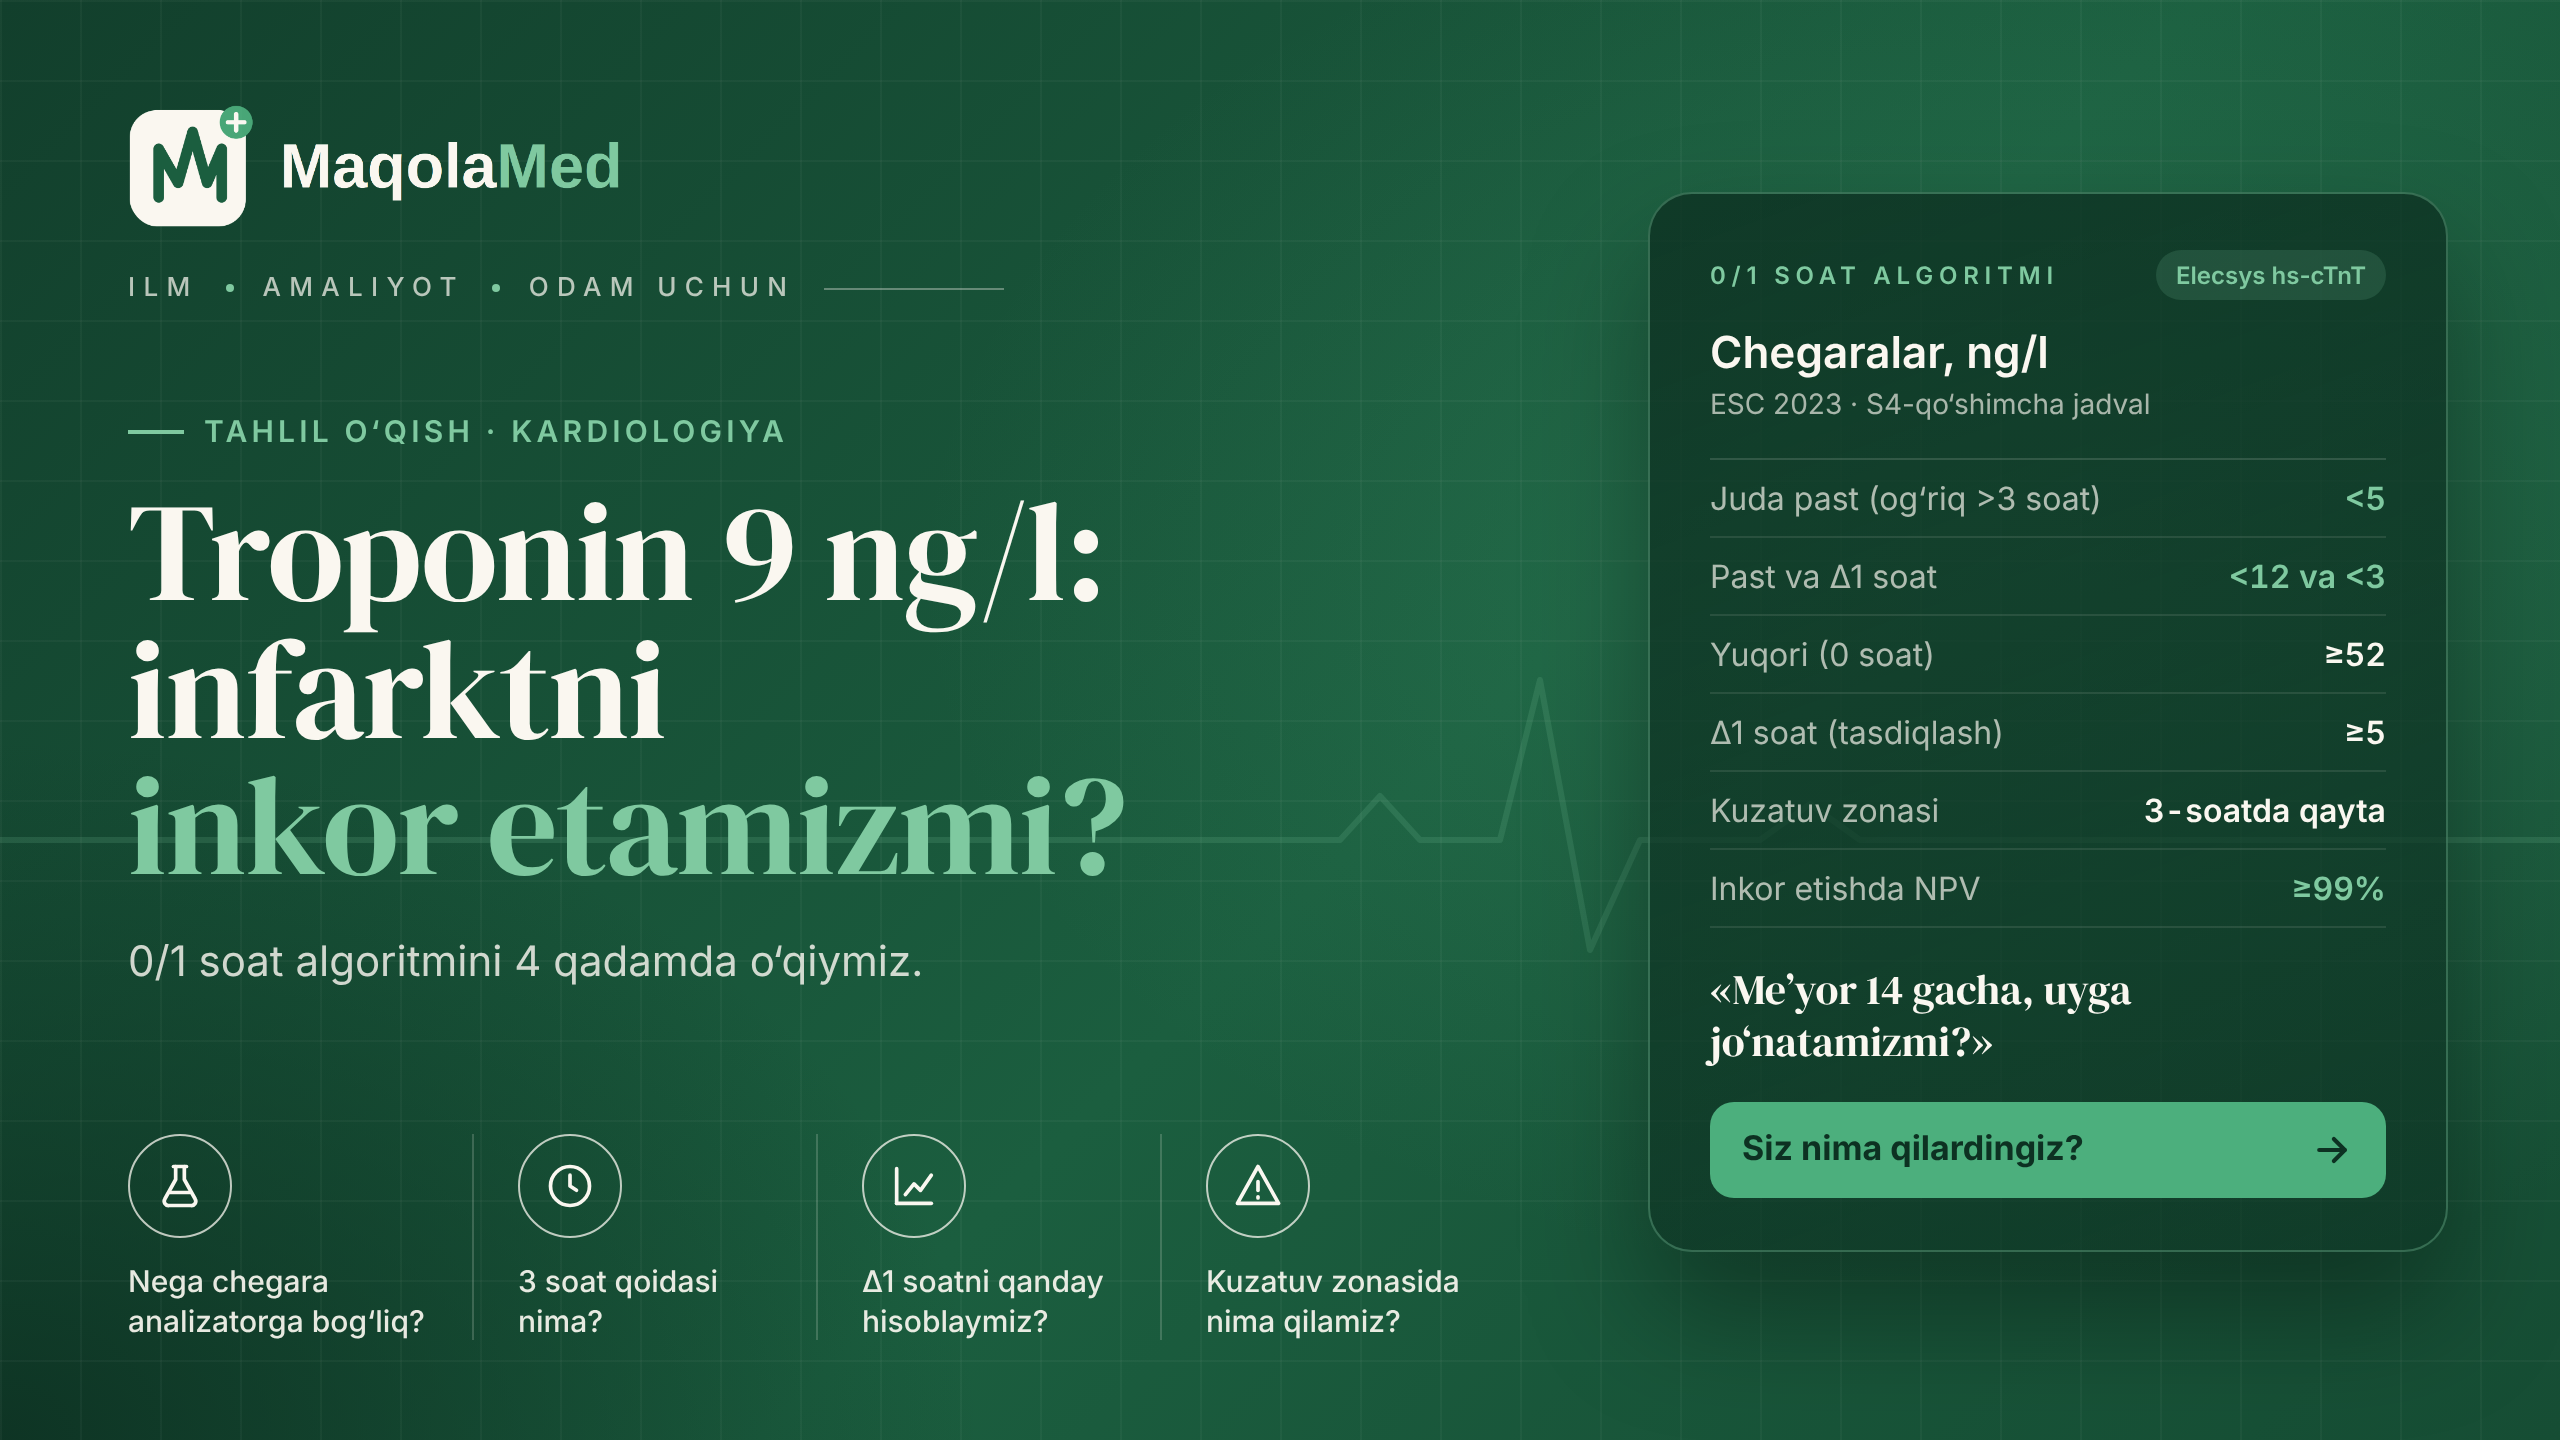 MaqolaMed
ILM • AMALIYOT • ODAM UCHUN
TAHLIL O‘QISH · KARDIOLOGIYA
Troponin 9 ng/l:
infarktni
inkor etamizmi?
0/1 soat algoritmini 4 qadamda o‘qiymiz.
Nega chegara
analizatorga bog‘liq?
3 soat qoidasi
nima?
Δ1 soatni qanday
hisoblaymiz?
Kuzatuv zonasida
nima qilamiz?
0/1 SOAT ALGORITMI
Elecsys hs-cTnT
Chegaralar, ng/l
ESC 2023 · S4-qo‘shimcha jadval
Juda past (og‘riq >3 soat) <5
Past va Δ1 soat <12 va <3
Yuqori (0 soat) ≥52
Δ1 soat (tasdiqlash) ≥5
Kuzatuv zonasi 3-soatda qayta
Inkor etishda NPV ≥99%
«Me’yor 14 gacha, uyga
jo‘natamizmi?»
Siz nima qilardingiz? →